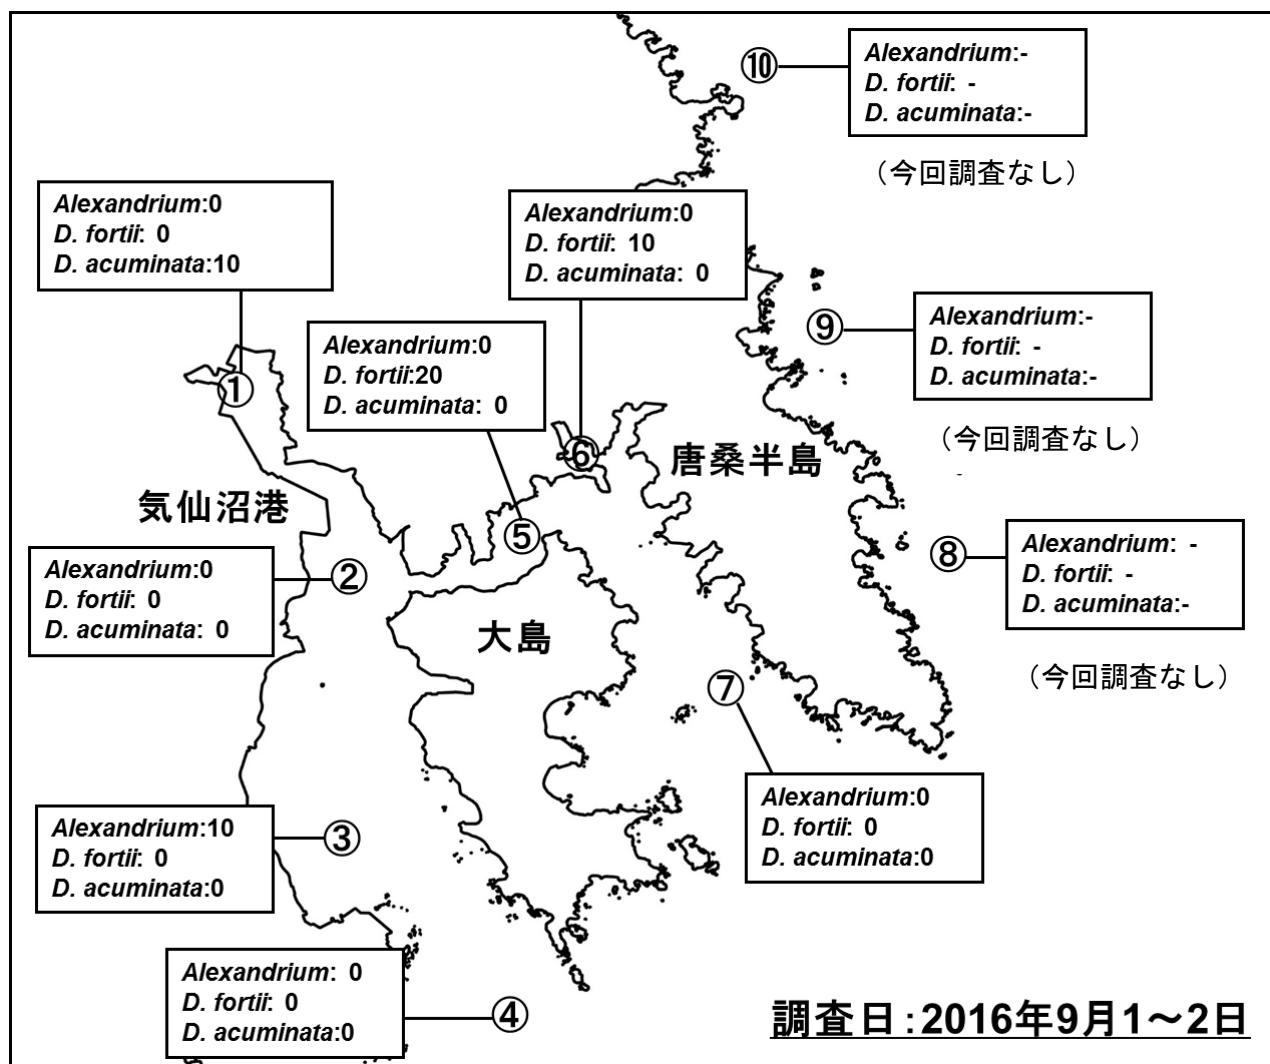 ⑩
Alexandrium:-
D. fortii: -
D. acuminata:-
（今回調査なし）
Alexandrium:0
D. fortii: 0
D. acuminata:10
①
Alexandrium:0
D. fortii: 10
D. acuminata: 0
⑥
Alexandrium:0
D. fortii:20
D. acuminata: 0
⑤
⑨
Alexandrium:-
D. fortii: -
D. acuminata:-
（今回調査なし）
唐桑半島
気仙沼港
Alexandrium:0
D. fortii: 0
D. acuminata: 0
②
⑧
Alexandrium: -
D. fortii: -
D. acuminata:-
（今回調査なし）
大島
⑦
Alexandrium:0
D. fortii: 0
D. acuminata:0
Alexandrium:10
D. fortii: 0
D. acuminata:0
③
Alexandrium: 0
D. fortii: 0
D. acuminata:0
④
調査日:2016年9月1～2日